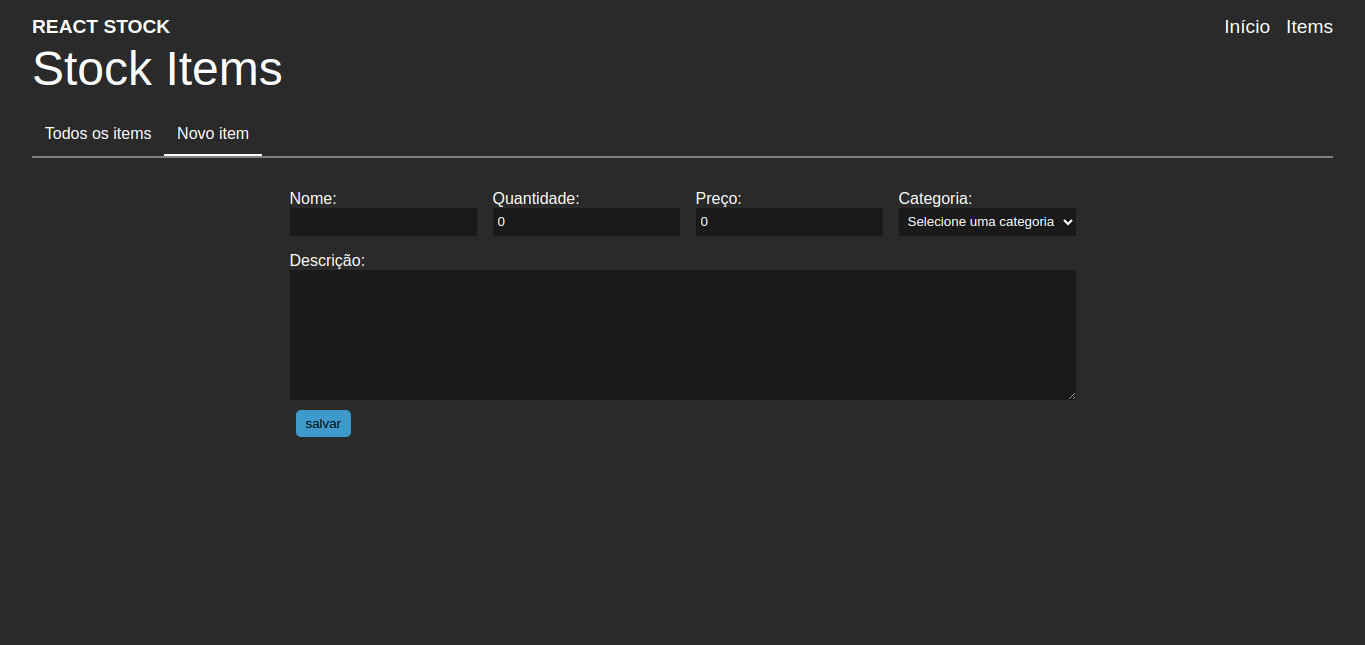 REACT STOCK Início Items
Stock Items
Todos os items Novo item
Nome: Quantidade: Preço: Categoria:
0 0 Selecione uma categoria
Descrição:
salvar